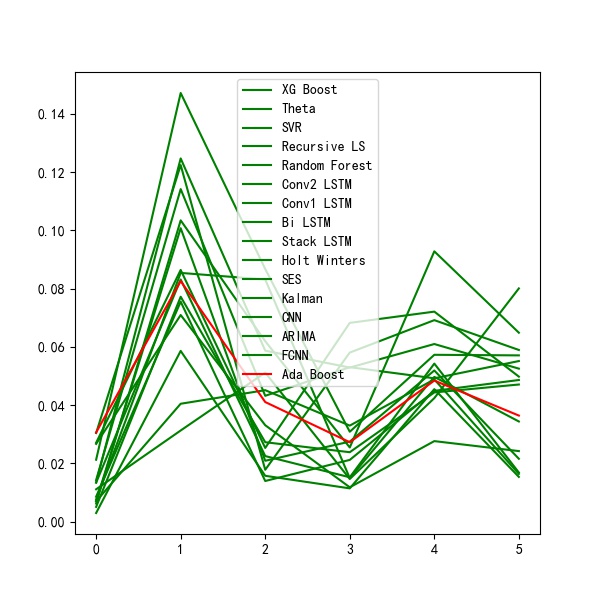 0.14
0.12
0.10
0.08
0.06
0.04
0.02
0.00
XG Boost
Theta
SVR
Recursive LS
Random Forest
Conv2 LSTM
Conv1 LSTM
Bi LSTM
Stack LSTM
Holt Winters
SES
Kalman
CNN
ARIMA
FCNN
Ada Boost
0 1 2 3 4 5